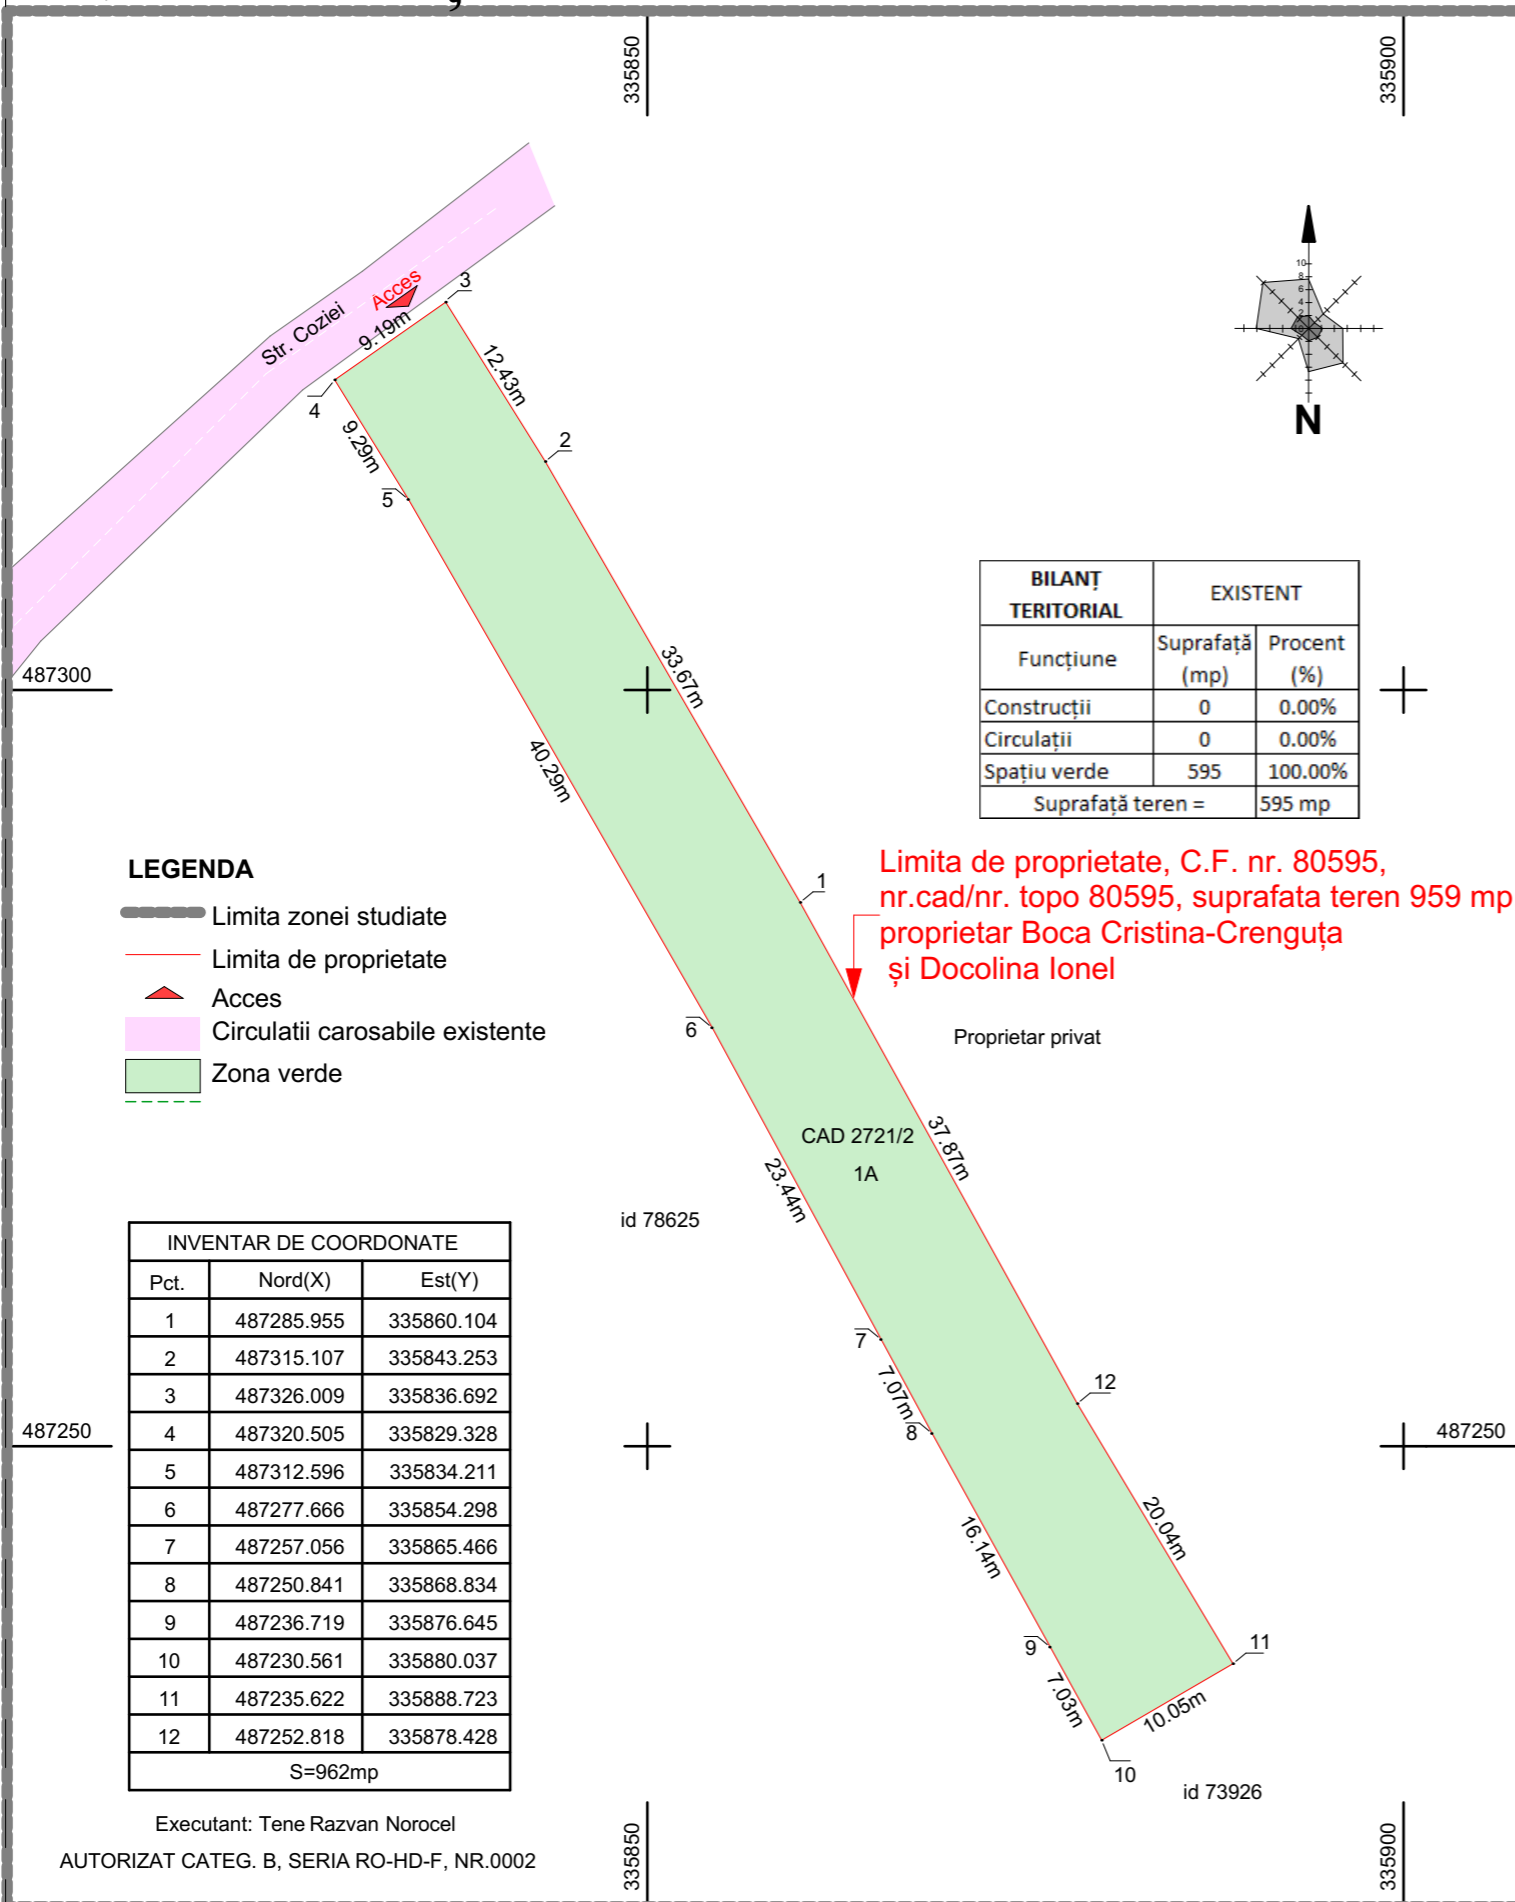 335850
335900
Str. Coziei
Acces
9.19m
3
4
12.43m
9.29m
2
5
10
8
6
4
2
0
N
487300
33.67m
40.29m
BILANȚ
TERITORIAL
EXISTENT
Funcțiune
Suprafață
(mp)
Procent
(%)
Construcții 0 0.00%
Circulații 0 0.00%
Spațiu verde 595 100.00%
Suprafață teren = 595 mp
LEGENDA
Limita zonei studiate
Limita de proprietate
Acces
Circulatii carosabile existente
Zona verde
1
Limita de proprietate, C.F. nr. 80595,
nr.cad/nr. topo 80595, suprafata teren 959 mp
proprietar Boca Cristina-Crenguța
și Docolina Ionel
6
Proprietar privat
CAD 2721/2
1A
37.87m
23.44m
id 78625
7
7.07m
8
12
487250
487250
16.14m
20.04m
9
11
7.03m
10.05m
10
id 73926
INVENTAR DE COORDONATE
Pct. Nord(X) Est(Y)
1 487285.955 335860.104
2 487315.107 335843.253
3 487326.009 335836.692
4 487320.505 335829.328
5 487312.596 335834.211
6 487277.666 335854.298
7 487257.056 335865.466
8 487250.841 335868.834
9 487236.719 335876.645
10 487230.561 335880.037
11 487235.622 335888.723
12 487252.818 335878.428
S=962mp
Executant: Tene Razvan Norocel
AUTORIZAT CATEG. B, SERIA RO-HD-F, NR.0002
335850
335900